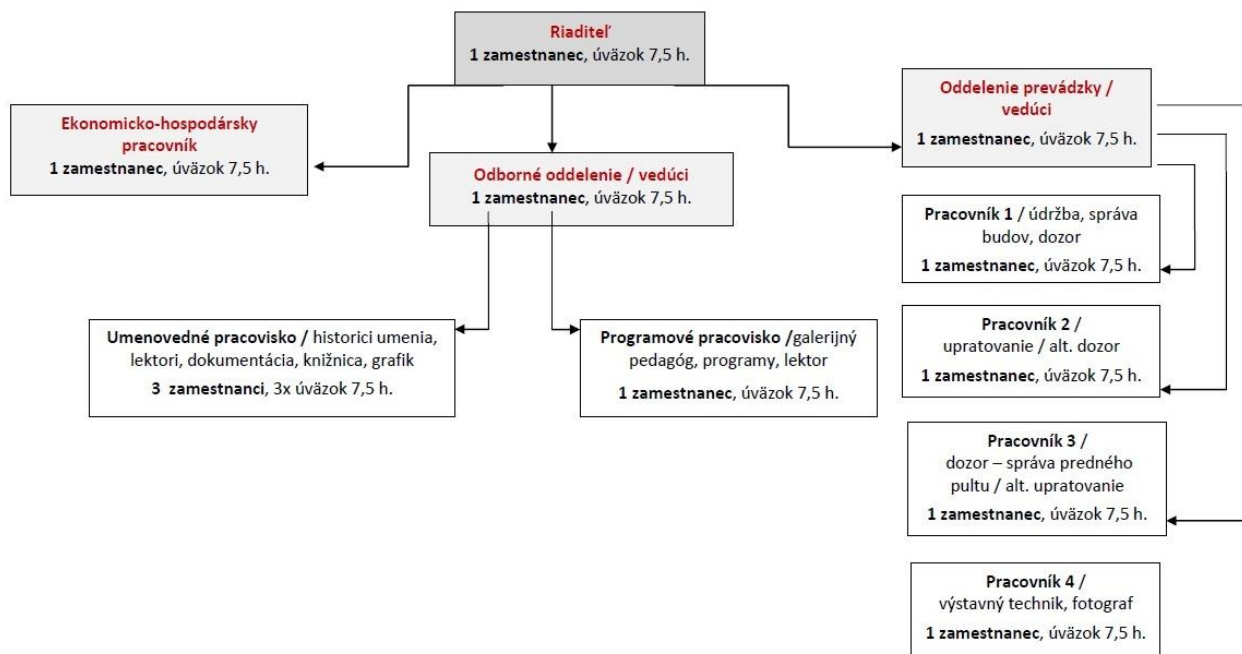 Riaditeľ
1 zamestnanec, úväzok 7,5 h.
Ekonomicko-hospodársky
pracovník
1 zamestnanec, úväzok 7,5 h.
Odborné oddelenie / vedúci
1 zamestnanec, úväzok 7,5 h.
Oddelenie prevádzky /
vedúci
1 zamestnanec, úväzok 7,5 h.
Umenovedné pracovisko / historici umenia,
lektori, dokumentácia, knižnica, grafik
3 zamestnanci, 3x úväzok 7,5 h.
Programové pracovisko /galerijný
pedagóg, programy, lektor
1 zamestnanec, úväzok 7,5 h.
Pracovník 1 / údržba, správa
budov, dozor
1 zamestnanec, úväzok 7,5 h.
Pracovník 2 /
upratovanie / alt. dozor
1 zamestnanec, úväzok 7,5 h.
Pracovník 3 /
dozor – správa predného
pultu / alt. upratovanie
1 zamestnanec, úväzok 7,5 h.
Pracovník 4 /
výstavný technik, fotograf
1 zamestnanec, úväzok 7,5 h.